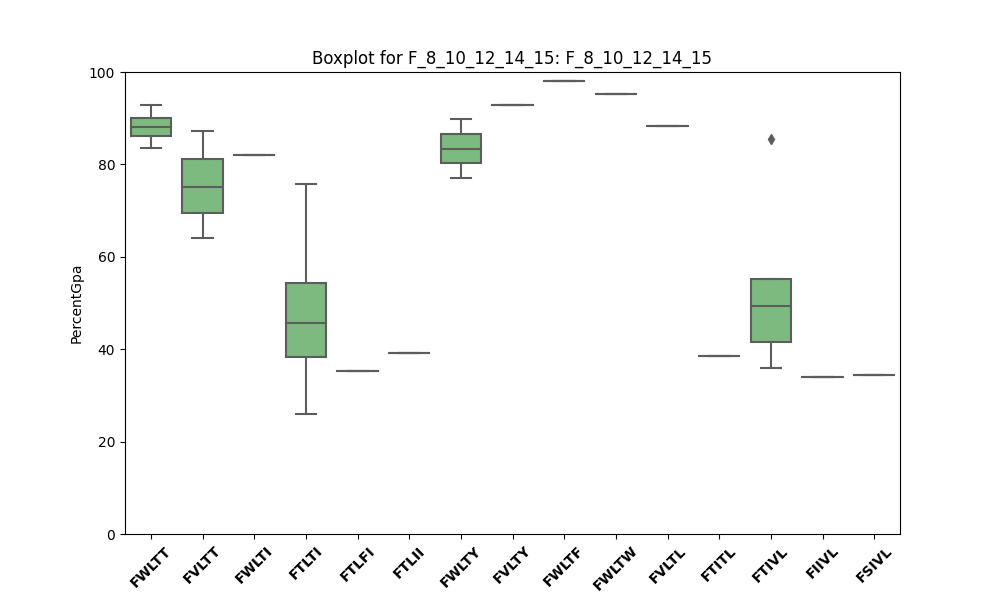 Boxplot for F_8_10_12_14_15: F_8_10_12_14_15
100
80
60
40
20
0
PercentGpa
FWLTT
FVLTT
FWLTI
FTLTI
FTLFI
FTLII
FWLTY
FVLTY
FWLTF
FWLTW
FVLTL
FTITL
FTIVL
FIIVL
FSIVL